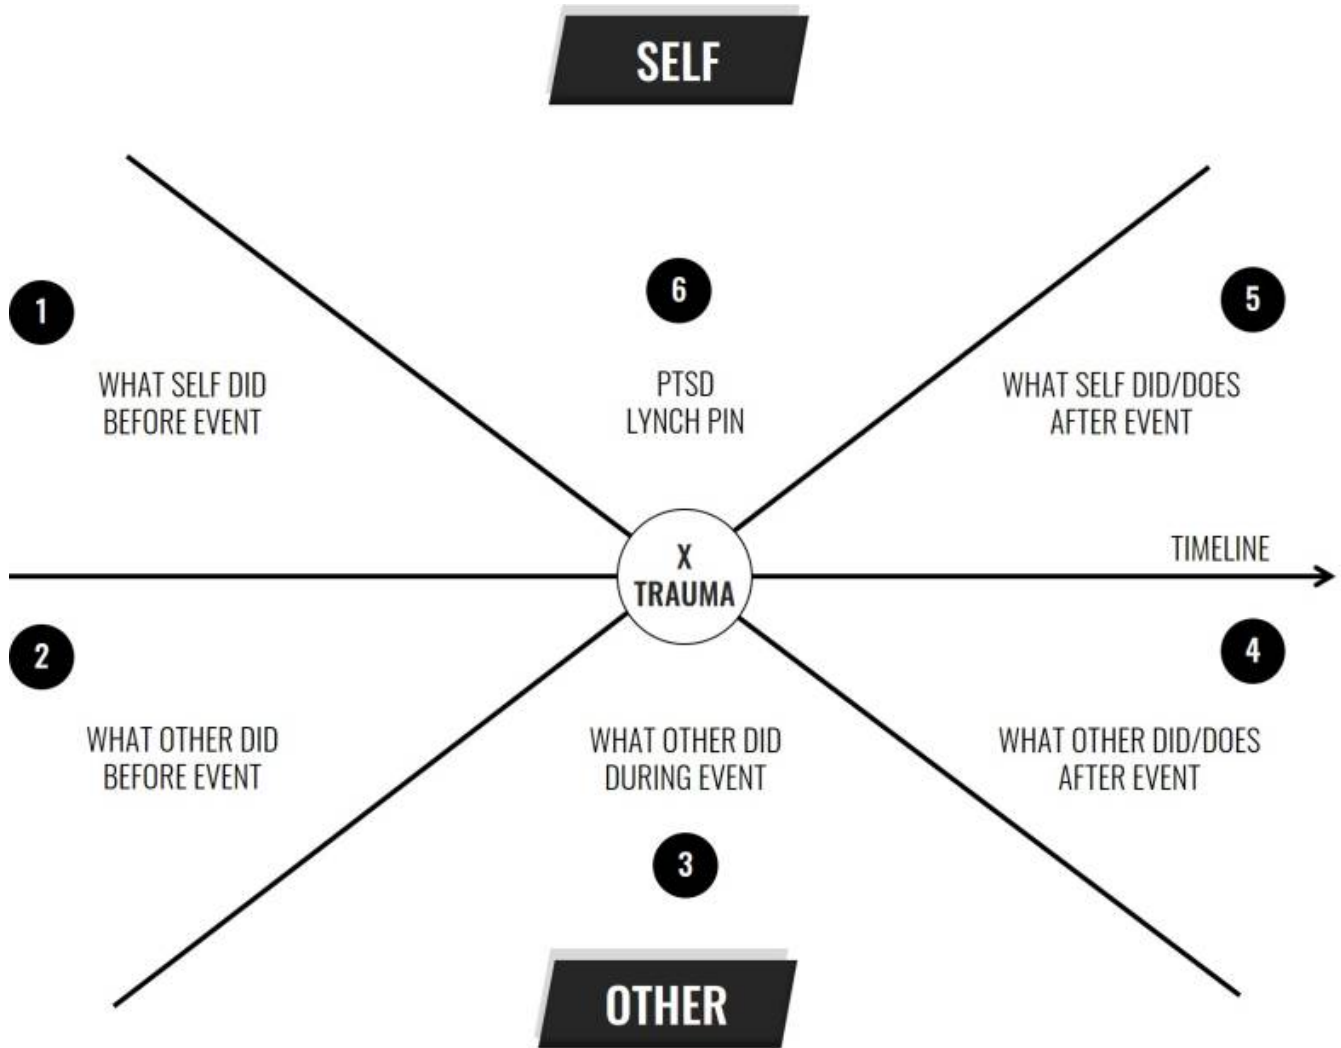 SELF
1
WHAT SELF DID
BEFORE EVENT
6
PTSD
LYNCH PIN
5
WHAT SELF DID/DOES
AFTER EVENT
X
TRAUMA
TIMELINE
2
WHAT OTHER DID
BEFORE EVENT
WHAT OTHER DID
DURING EVENT
3
4
WHAT OTHER DID/DOES
AFTER EVENT
OTHER